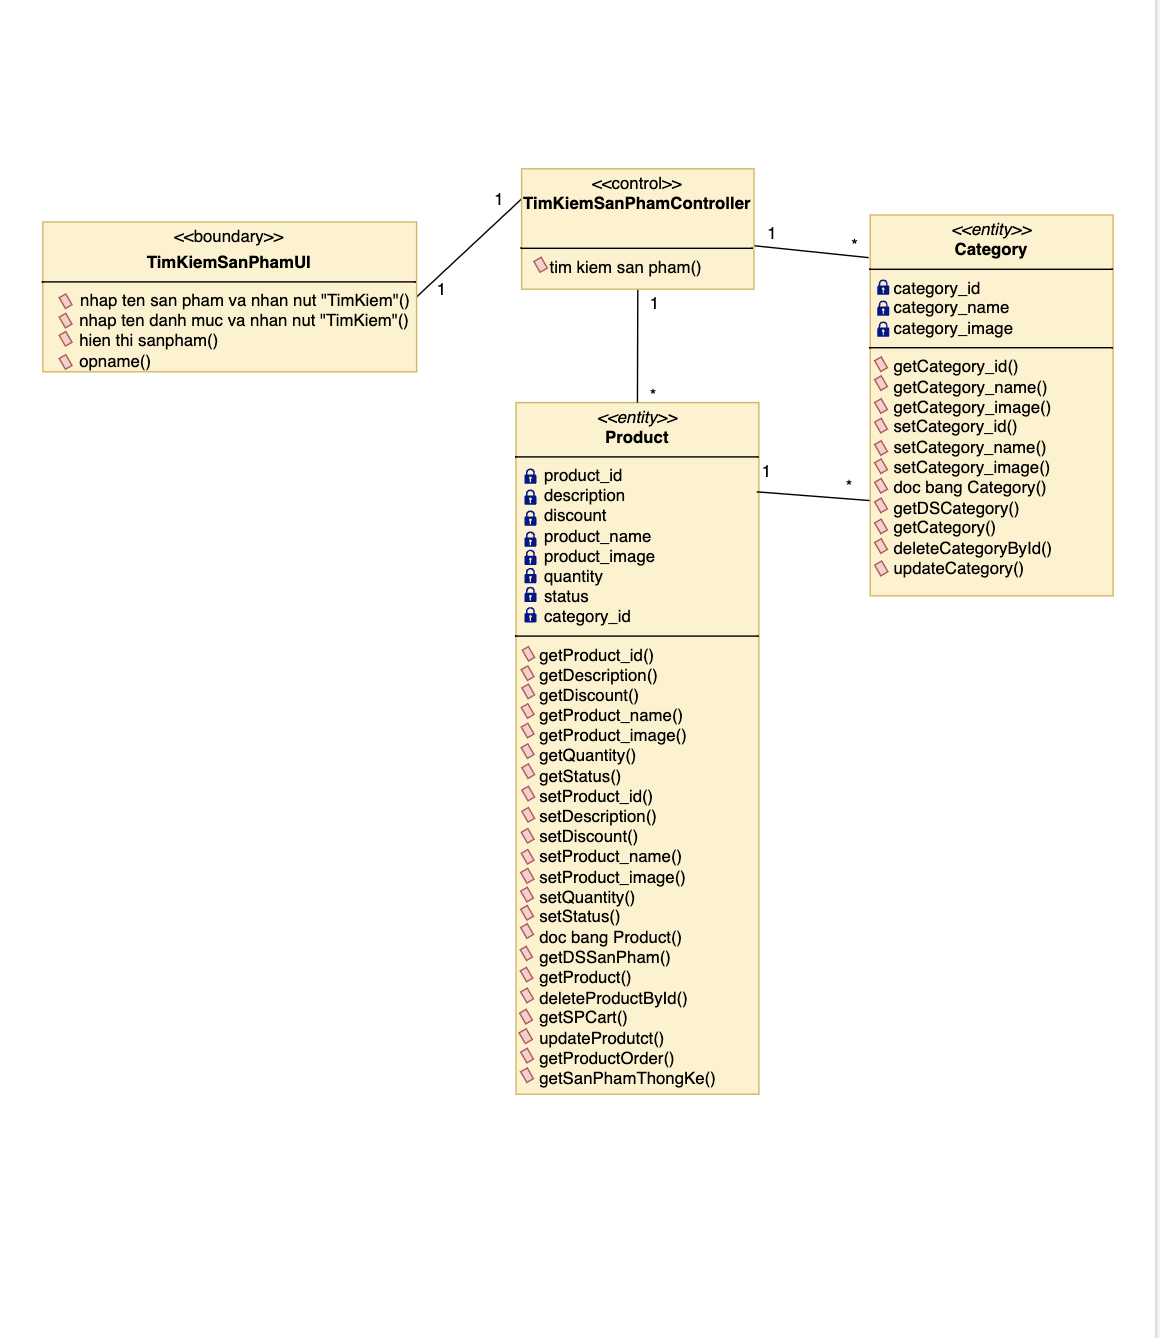 <<boundary>>
TimKiemSanPhamUI
nhap ten san pham va nhan nut "TimKiem"()
nhap ten danh muc va nhan nut "TimKiem"()
hien thi sanpham()
opname()
1
1
<<control>>
TimKiemSanPhamController
tim kiem san pham()
1
*
1
*
<<entity>>
Category
category_id
category_name
category_image
getCategory_id()
getCategory_name()
getCategory_image()
setCategory_id()
setCategory_name()
setCategory_image()
doc bang Category()
getDSCategory()
getCategory()
deleteCategoryById()
updateCategory()
<<entity>>
Product
product_id
description
discount
product_name
product_image
quantity
status
category_id
getProduct_id()
getDescription()
getDiscount()
getProduct_name()
getProduct_image()
getQuantity()
getStatus()
setProduct_id()
setDescription()
setDiscount()
setProduct_name()
setProduct_image()
setQuantity()
setStatus()
doc bang Product()
getDSSanPham()
getProduct()
deleteProductById()
getSPCart()
updateProdutct()
getProductOrder()
getSanPhamThongKe()
1
*